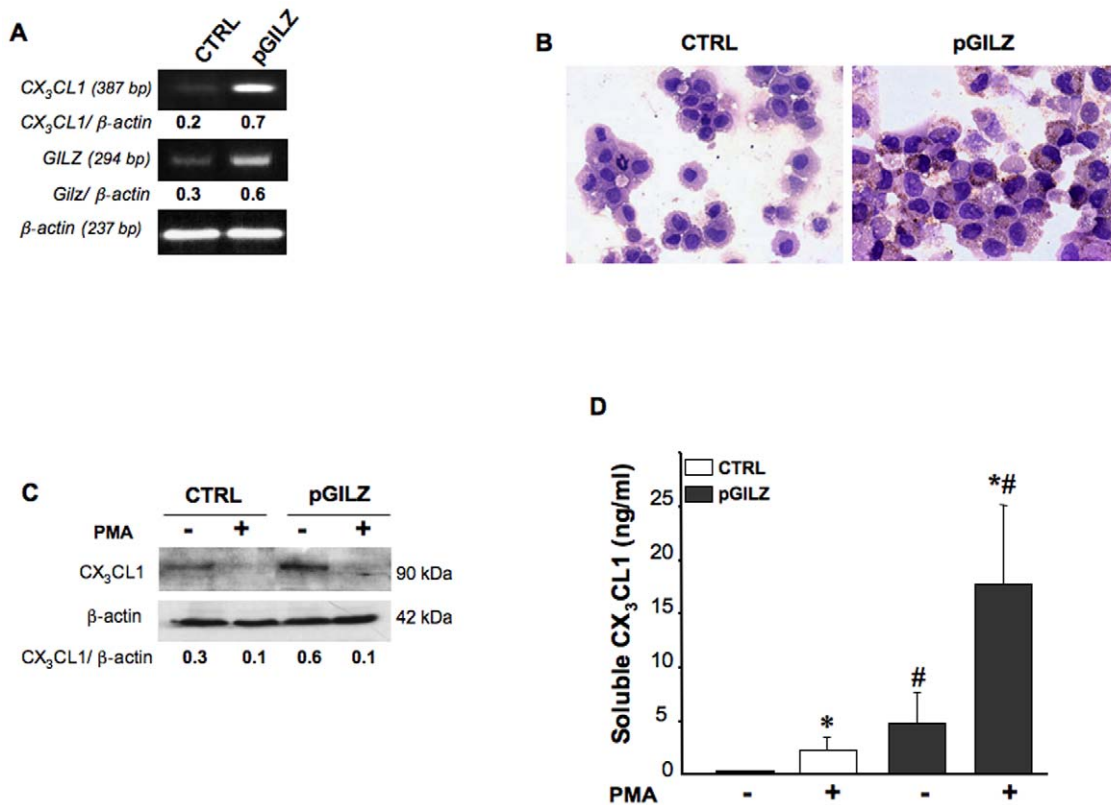 A
CTRL pGILZ
CX₃CL1 (387 bp)
CX₃CL1/ β-actin 0.2 0.7
GILZ (294 bp)
Gilz/ β-actin 0.3 0.6
β-actin (237 bp)
B
CTRL pGILZ
C
CTRL pGILZ
PMA - + - +
CX₃CL1 90 kDa
β-actin 42 kDa
CX₃CL1/ β-actin 0.3 0.1 0.6 0.1
D
Soluble CX₃CL1 (ng/ml)
CTRL
pGILZ
25
20
15
10
5
0
*
#
*#
PMA - + - +